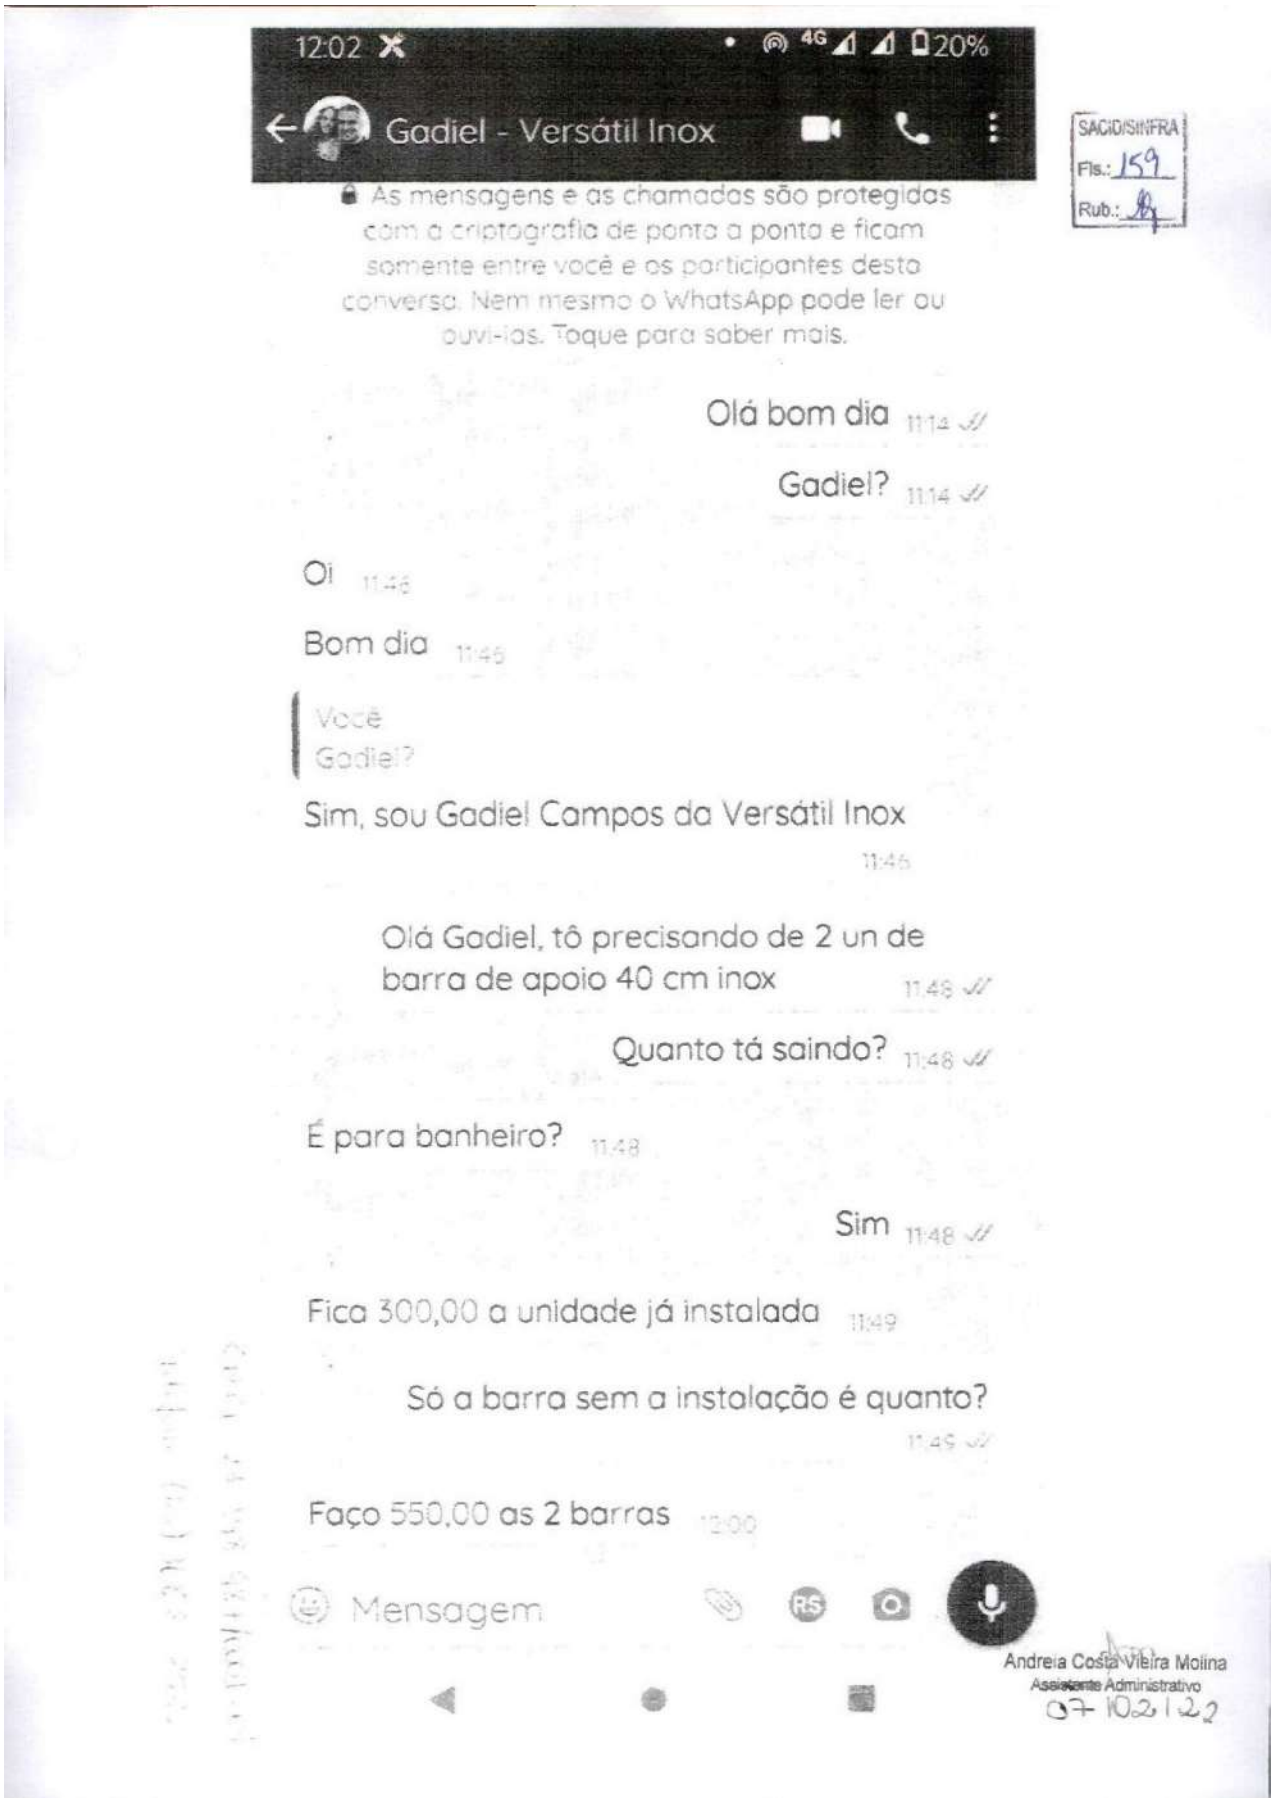 12:02
4G
20%
Gadiel - Versátil Inox
SACID/SINFRA
Fls.: 159
Rub.:
As mensagens e as chamadas são protegidas
com a criptografia de ponta a ponta e ficam
somente entre você e os participantes desta
conversa. Nem mesmo o WhatsApp pode ler ou
ouvi-las. Toque para saber mais.
Olá bom dia 11:14
Gadiel? 11:14
Oi 11:46
Bom dia 11:46
Você
Gadiel?
Sim, sou Gadiel Campos da Versátil Inox
11:46
Olá Gadiel, tô precisando de 2 un de
barra de apoio 40 cm inox 11:48
Quanto tá saindo? 11:48
É para banheiro? 11:48
Sim 11:48
Fica 300,00 a unidade já instalada 11:49
Só a barra sem a instalação é quanto?
11:49
Faço 550,00 as 2 barras 12:00
Mensagem
R$
Andreia Costa Vieira Molina
Assistente Administrativo
07/02/22